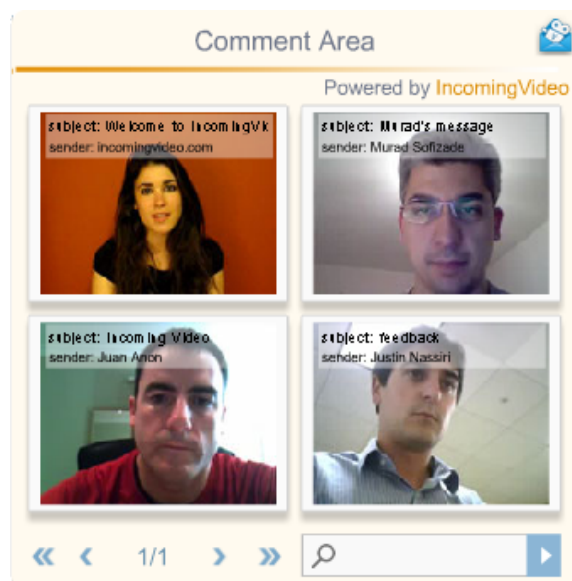 Comment Area
Powered by IncomingVideo
subject: Welcome to IncomingVi
sender: incomingvideo.com
subject: Murad's message
sender: Murad Sofizade
subject: Incoming Video
sender: Juan Anon
subject: feedback
sender: Justin Nassiri
1/1